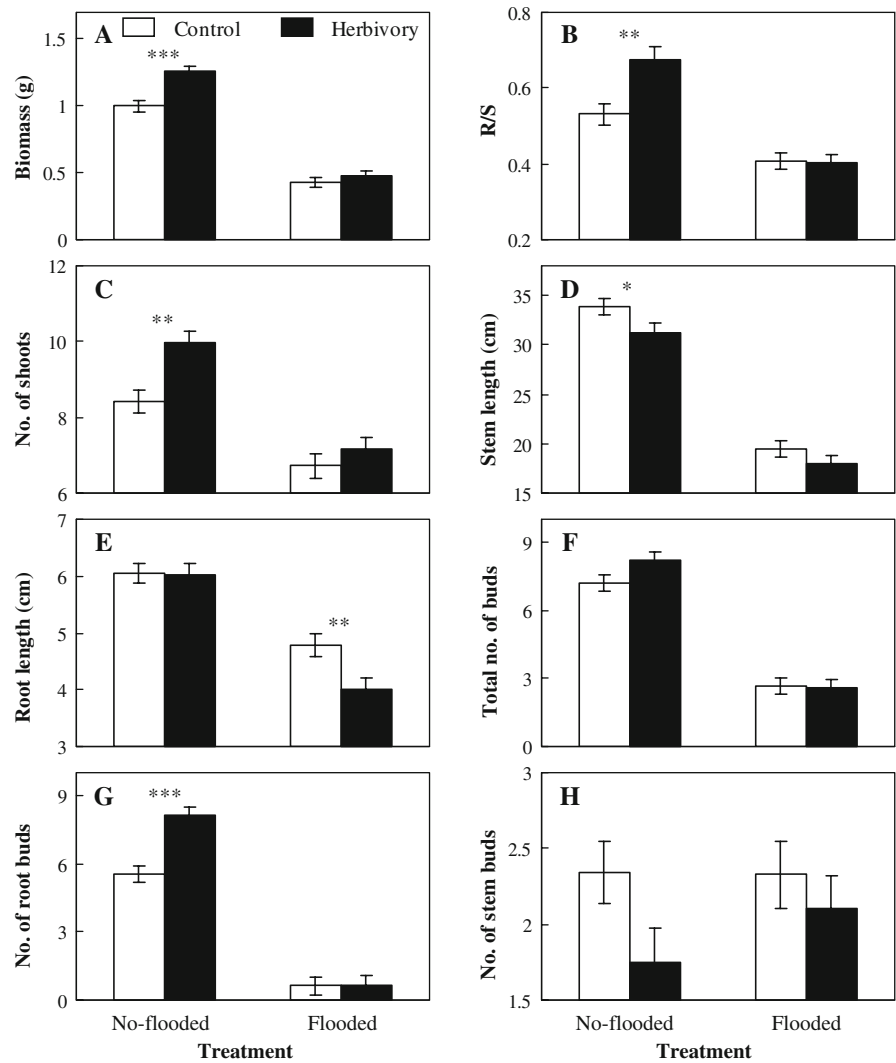 A
Control
Herbivory
***
Biomass (g)
1.5
1
0.5
0
B
**
R/S
0.8
0.6
0.4
0.2
C
**
No. of shoots
12
10
8
6
D
*
Stem length (cm)
35
30
25
20
15
E
**
Root length (cm)
7
6
5
4
3
F
Total no. of buds
9
6
3
0
G
***
No. of root buds
9
6
3
0
No-flooded
Flooded
Treatment
H
No. of stem buds
3
2.5
2
1.5
No-flooded
Flooded
Treatment